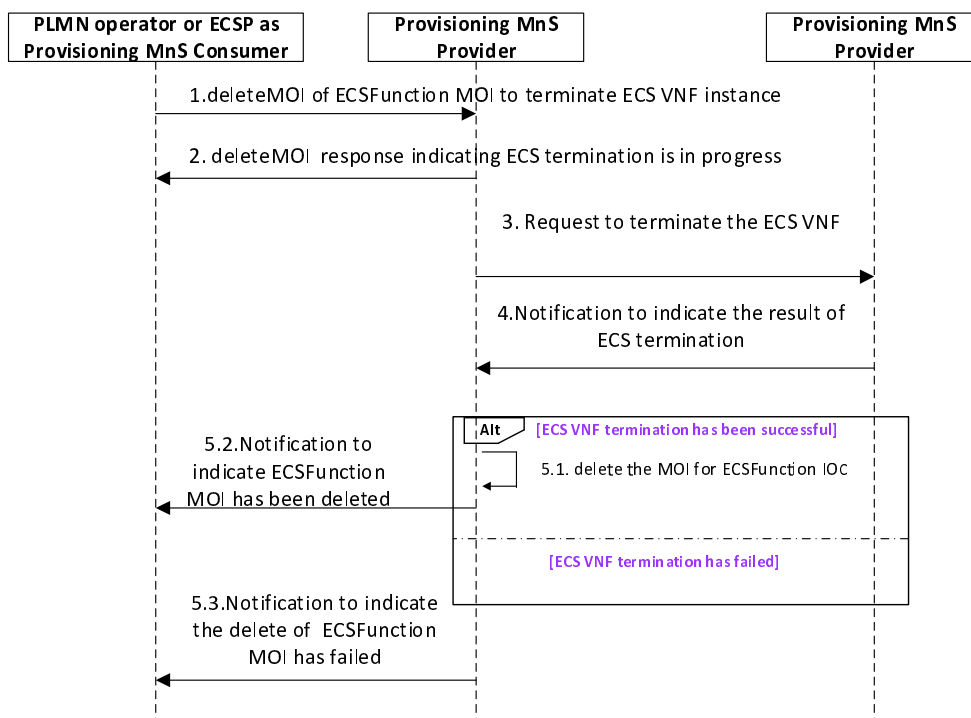 PLMN operator or ECSP as
Provisioning MnS Consumer
Provisioning MnS
Provider
Provisioning MnS
Provider
1.deleteMOI of ECSFunction MOI to terminate ECS VNF instance
2. deleteMOI response indicating ECS termination is in progress
3. Request to terminate the ECS VNF
4.Notification to indicate the result of
ECS termination
Alt
[ECS VNF termination has been successful]
5.1. delete the MOI for ECSFunction IOC
5.2.Notification to
indicate ECSFunction
MOI has been deleted
[ECS VNF termination has failed]
5.3.Notification to indicate
the delete of ECSFunction
MOI has failed